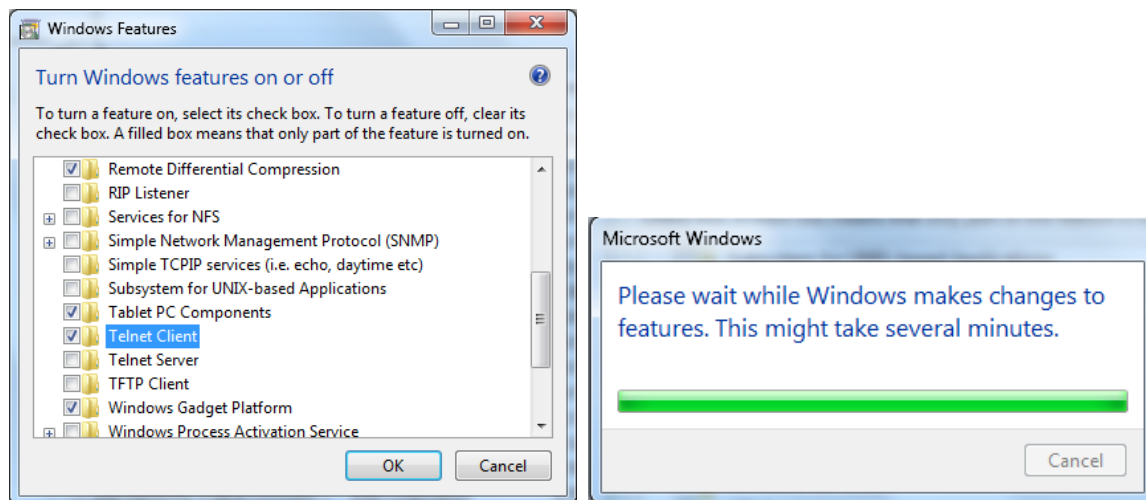 Windows Features
Turn Windows features on or off
To turn a feature on, select its check box. To turn a feature off, clear its
check box. A filled box means that only part of the feature is turned on.
Remote Differential Compression
RIP Listener
Services for NFS
Simple Network Management Protocol (SNMP)
Simple TCPIP services (i.e. echo, daytime etc)
Subsystem for UNIX-based Applications
Tablet PC Components
Telnet Client
Telnet Server
TFTP Client
Windows Gadget Platform
Windows Process Activation Service
OK
Cancel
Microsoft Windows
Please wait while Windows makes changes to
features. This might take several minutes.
Cancel